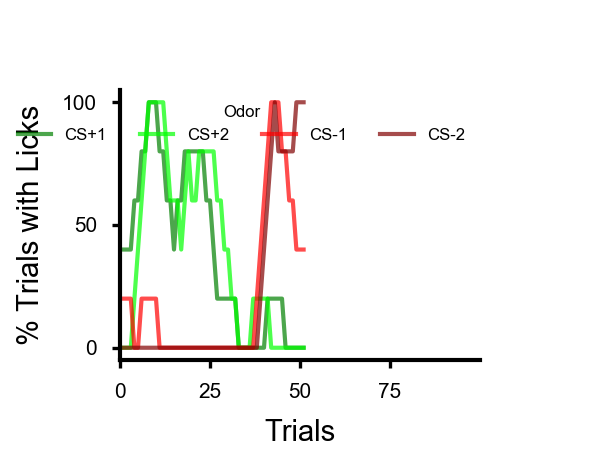 100
Odor
CS+1 CS+2 CS-1 CS-2
% Trials with Licks
50
0
0 25 50 75
Trials